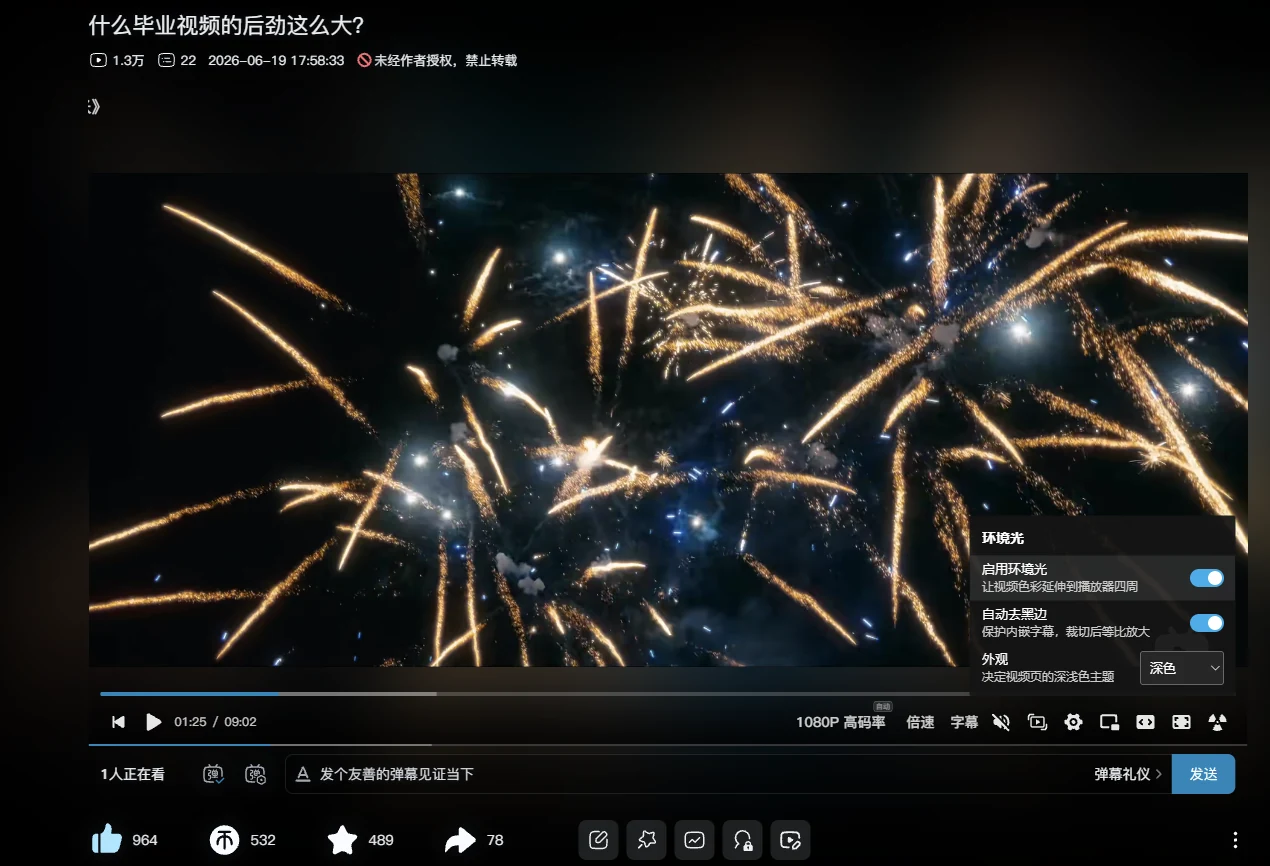 什么毕业视频的后劲这么大?
1.3万 22 2026-06-19 17:58:33 未经作者授权，禁止转载
》
环境光
启用环境光
让视频色彩延伸到播放器四周
自动去黑边
保护内嵌字幕，裁切后等比放大
外观
决定视频页的深浅色主题
深色
自动
01:25 / 09:02 1080P 高码率 倍速 字幕
1人正在看 弹 弹 A 发个友善的弹幕见证当下 弹幕礼仪 发送
964 币 532 489 78